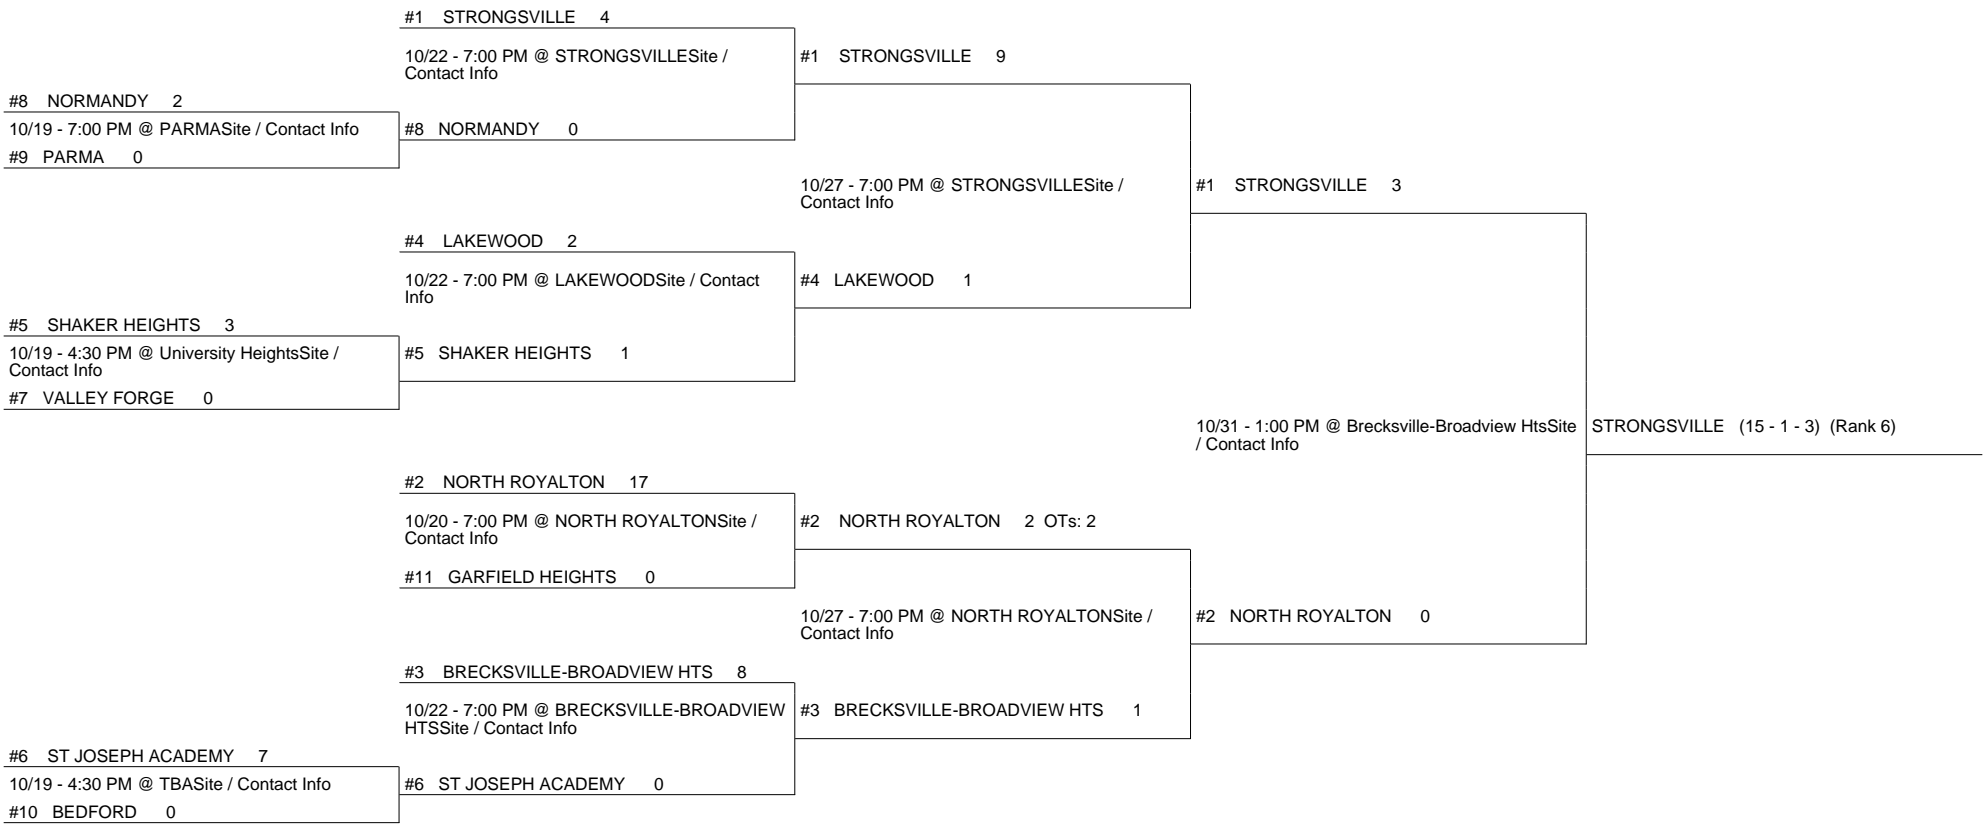 #1 STRONGSVILLE 4
10/22 - 7:00 PM @ STRONGSVILLESite /
Contact Info
#1 STRONGSVILLE 9
#8 NORMANDY 2
10/19 - 7:00 PM @ PARMASite / Contact Info
#9 PARMA 0
#8 NORMANDY 0
10/27 - 7:00 PM @ STRONGSVILLESite /
Contact Info
#1 STRONGSVILLE 3
#4 LAKEWOOD 2
10/22 - 7:00 PM @ LAKEWOODSite / Contact
Info
#4 LAKEWOOD 1
#5 SHAKER HEIGHTS 3
10/19 - 4:30 PM @ University HeightsSite /
Contact Info
#7 VALLEY FORGE 0
#5 SHAKER HEIGHTS 1
10/31 - 1:00 PM @ Brecksville-Broadview HtsSite
/ Contact Info
STRONGSVILLE (15 - 1 - 3) (Rank 6)
#2 NORTH ROYALTON 17
10/20 - 7:00 PM @ NORTH ROYALTONSite /
Contact Info
#2 NORTH ROYALTON 2 OTs: 2
#11 GARFIELD HEIGHTS 0
10/27 - 7:00 PM @ NORTH ROYALTONSite /
Contact Info
#2 NORTH ROYALTON 0
#3 BRECKSVILLE-BROADVIEW HTS 8
10/22 - 7:00 PM @ BRECKSVILLE-BROADVIEW
HTSSite / Contact Info
#3 BRECKSVILLE-BROADVIEW HTS 1
#6 ST JOSEPH ACADEMY 7
10/19 - 4:30 PM @ TBASite / Contact Info
#10 BEDFORD 0
#6 ST JOSEPH ACADEMY 0